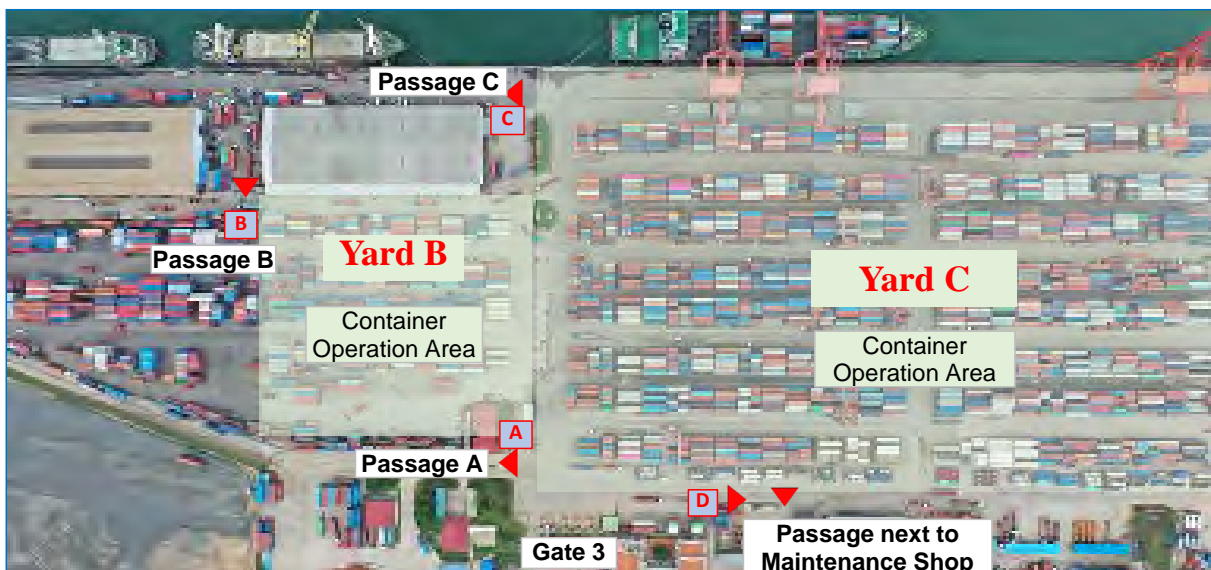 Passage C
C
B
Passage B
Yard B
Yard C
Container
Operation Area
Container
Operation Area
A
Passage A
D
Passage next to
Maintenance Shop
Gate 3